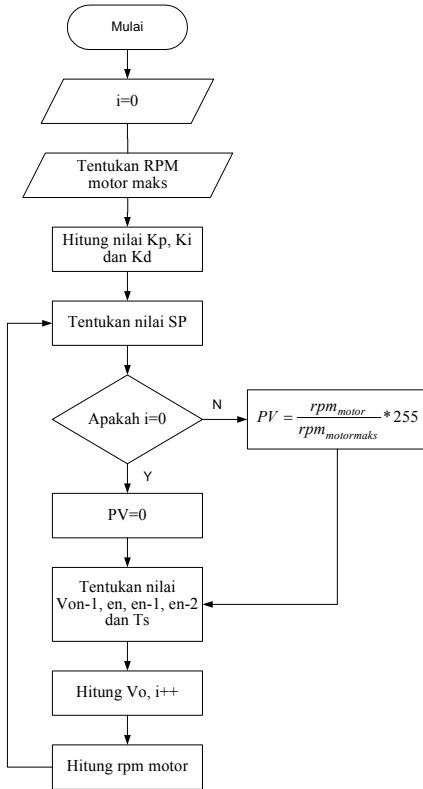 Mulai
i=0
Tentukan RPM
motor maks
Hitung nilai Kp, Ki
dan Kd
Tentukan nilai SP
Apakah i=0
N
PV = rpm_motor / rpm_motormaks * 255
Y
PV=0
Tentukan nilai
Von-1, en, en-1, en-2
dan Ts
Hitung Vo, i++
Hitung rpm motor